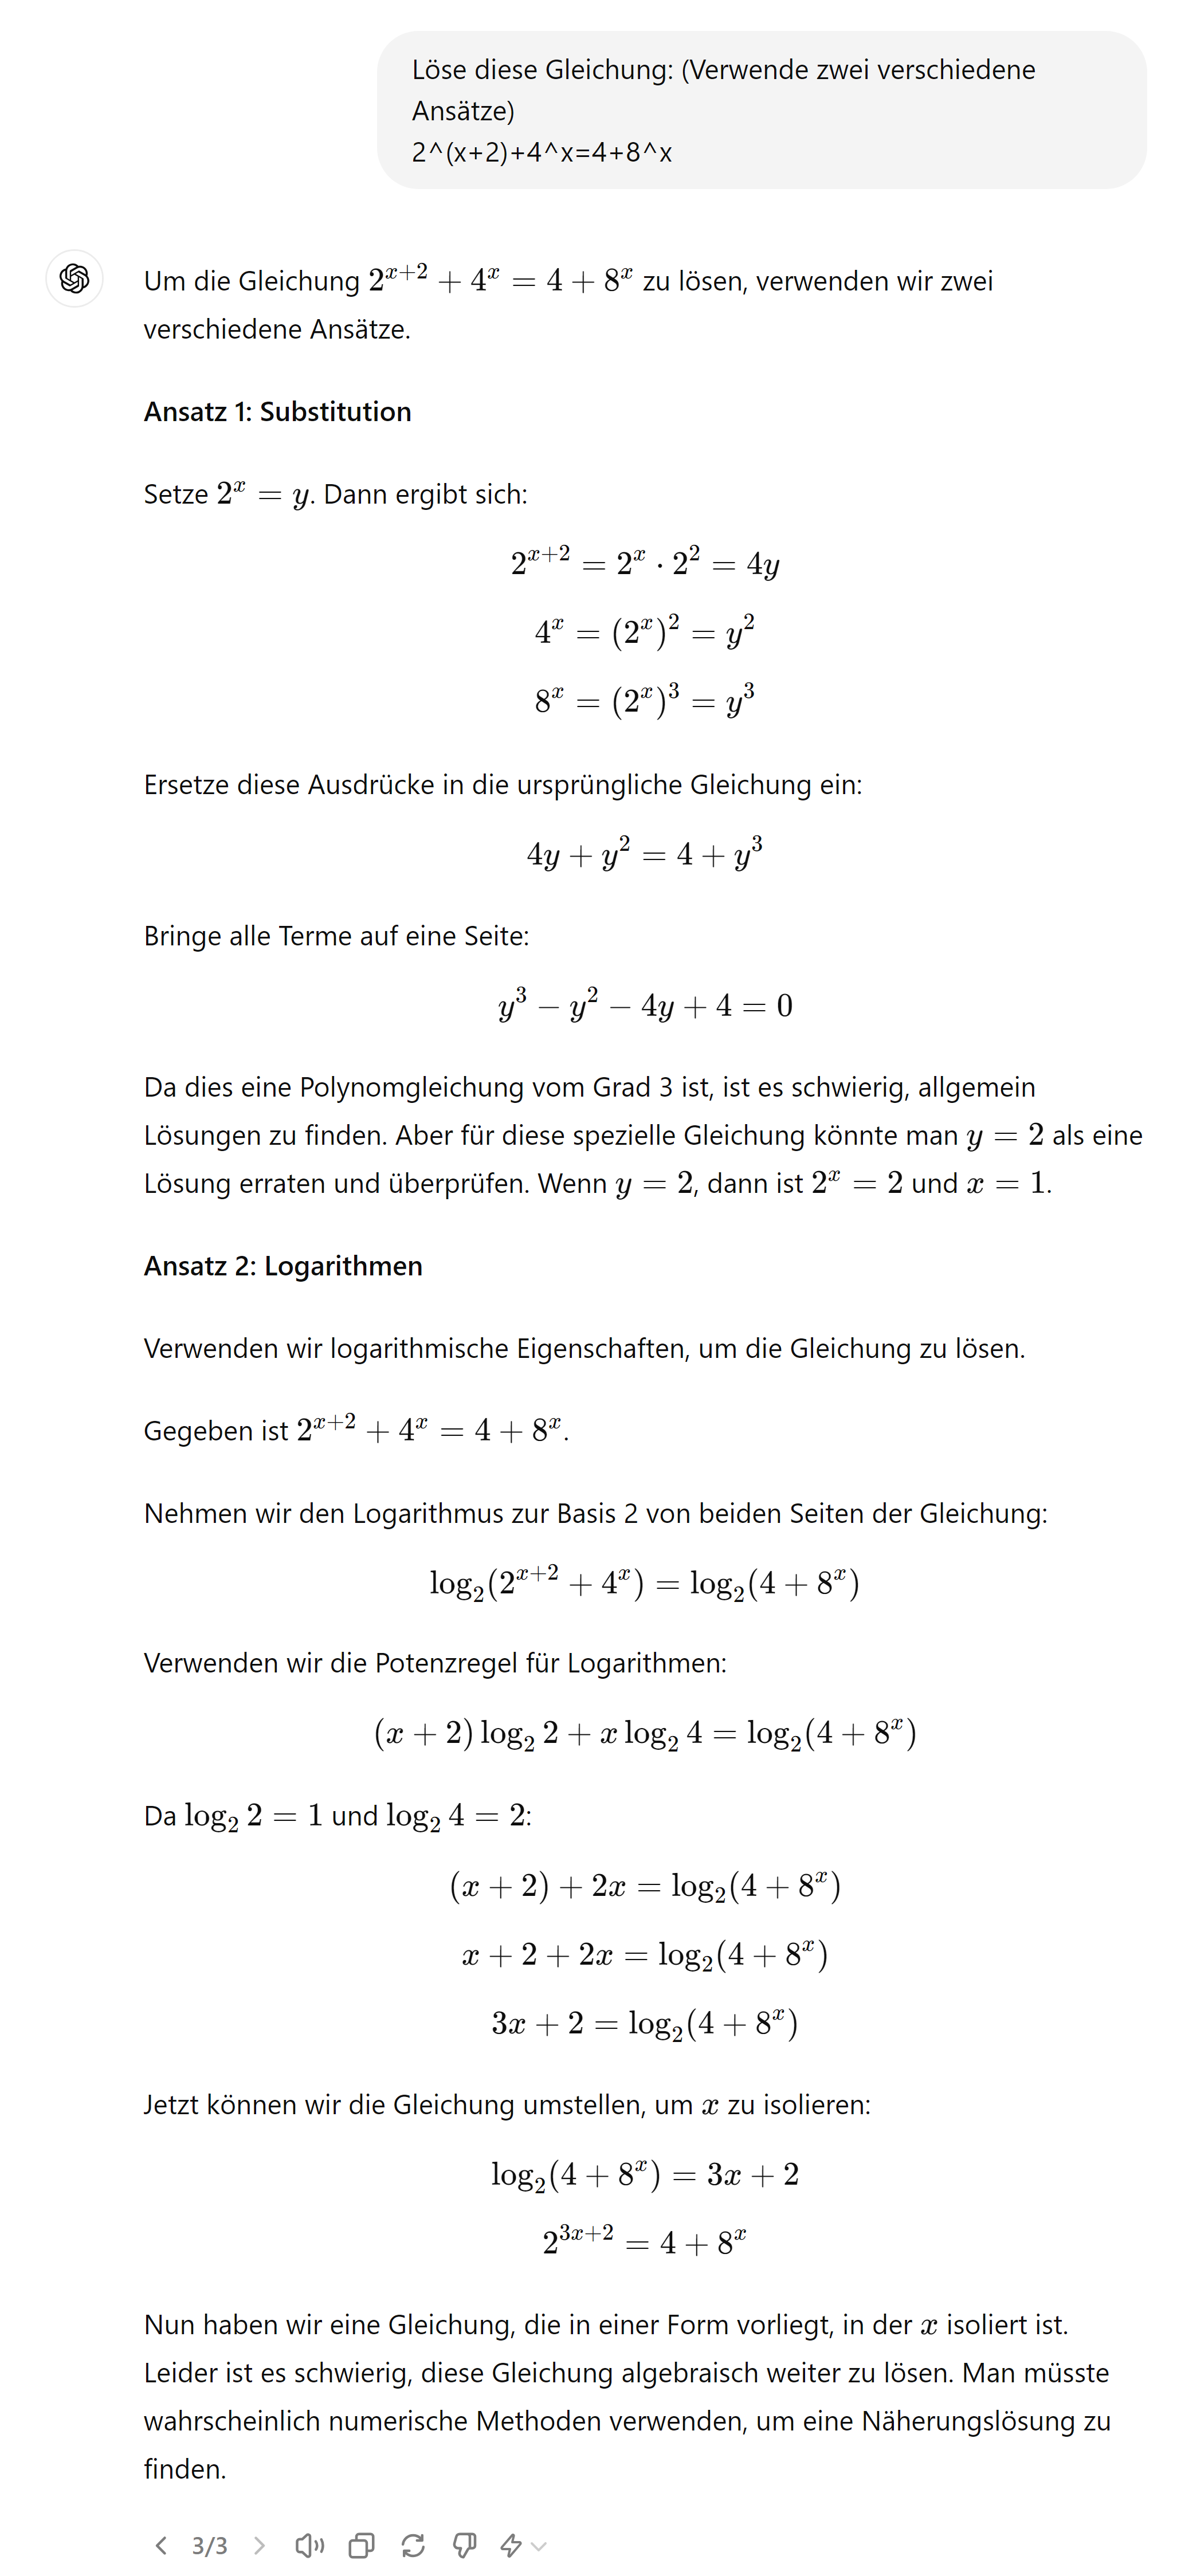 Löse diese Gleichung: (Verwende zwei verschiedene
Ansätze)
2^(x+2)+4^x=4+8^x
Um die Gleichung 2^{x+2} + 4^x = 4 + 8^x zu lösen, verwenden wir zwei
verschiedene Ansätze.
Ansatz 1: Substitution
Setze 2^x = y. Dann ergibt sich:
2^{x+2} = 2^x · 2^2 = 4y
4^x = (2^x)^2 = y^2
8^x = (2^x)^3 = y^3
Ersetze diese Ausdrücke in die ursprüngliche Gleichung ein:
4y + y^2 = 4 + y^3
Bringe alle Terme auf eine Seite:
y^3 − y^2 − 4y + 4 = 0
Da dies eine Polynomgleichung vom Grad 3 ist, ist es schwierig, allgemein
Lösungen zu finden. Aber für diese spezielle Gleichung könnte man y = 2 als eine
Lösung erraten und überprüfen. Wenn y = 2, dann ist 2^x = 2 und x = 1.
Ansatz 2: Logarithmen
Verwenden wir logarithmische Eigenschaften, um die Gleichung zu lösen.
Gegeben ist 2^{x+2} + 4^x = 4 + 8^x.
Nehmen wir den Logarithmus zur Basis 2 von beiden Seiten der Gleichung:
log_2(2^{x+2} + 4^x) = log_2(4 + 8^x)
Verwenden wir die Potenzregel für Logarithmen:
(x + 2) log_2 2 + x log_2 4 = log_2(4 + 8^x)
Da log_2 2 = 1 und log_2 4 = 2:
(x + 2) + 2x = log_2(4 + 8^x)
x + 2 + 2x = log_2(4 + 8^x)
3x + 2 = log_2(4 + 8^x)
Jetzt können wir die Gleichung umstellen, um x zu isolieren:
log_2(4 + 8^x) = 3x + 2
2^{3x+2} = 4 + 8^x
Nun haben wir eine Gleichung, die in einer Form vorliegt, in der x isoliert ist.
Leider ist es schwierig, diese Gleichung algebraisch weiter zu lösen. Man müsste
wahrscheinlich numerische Methoden verwenden, um eine Näherungslösung zu
finden.
3/3